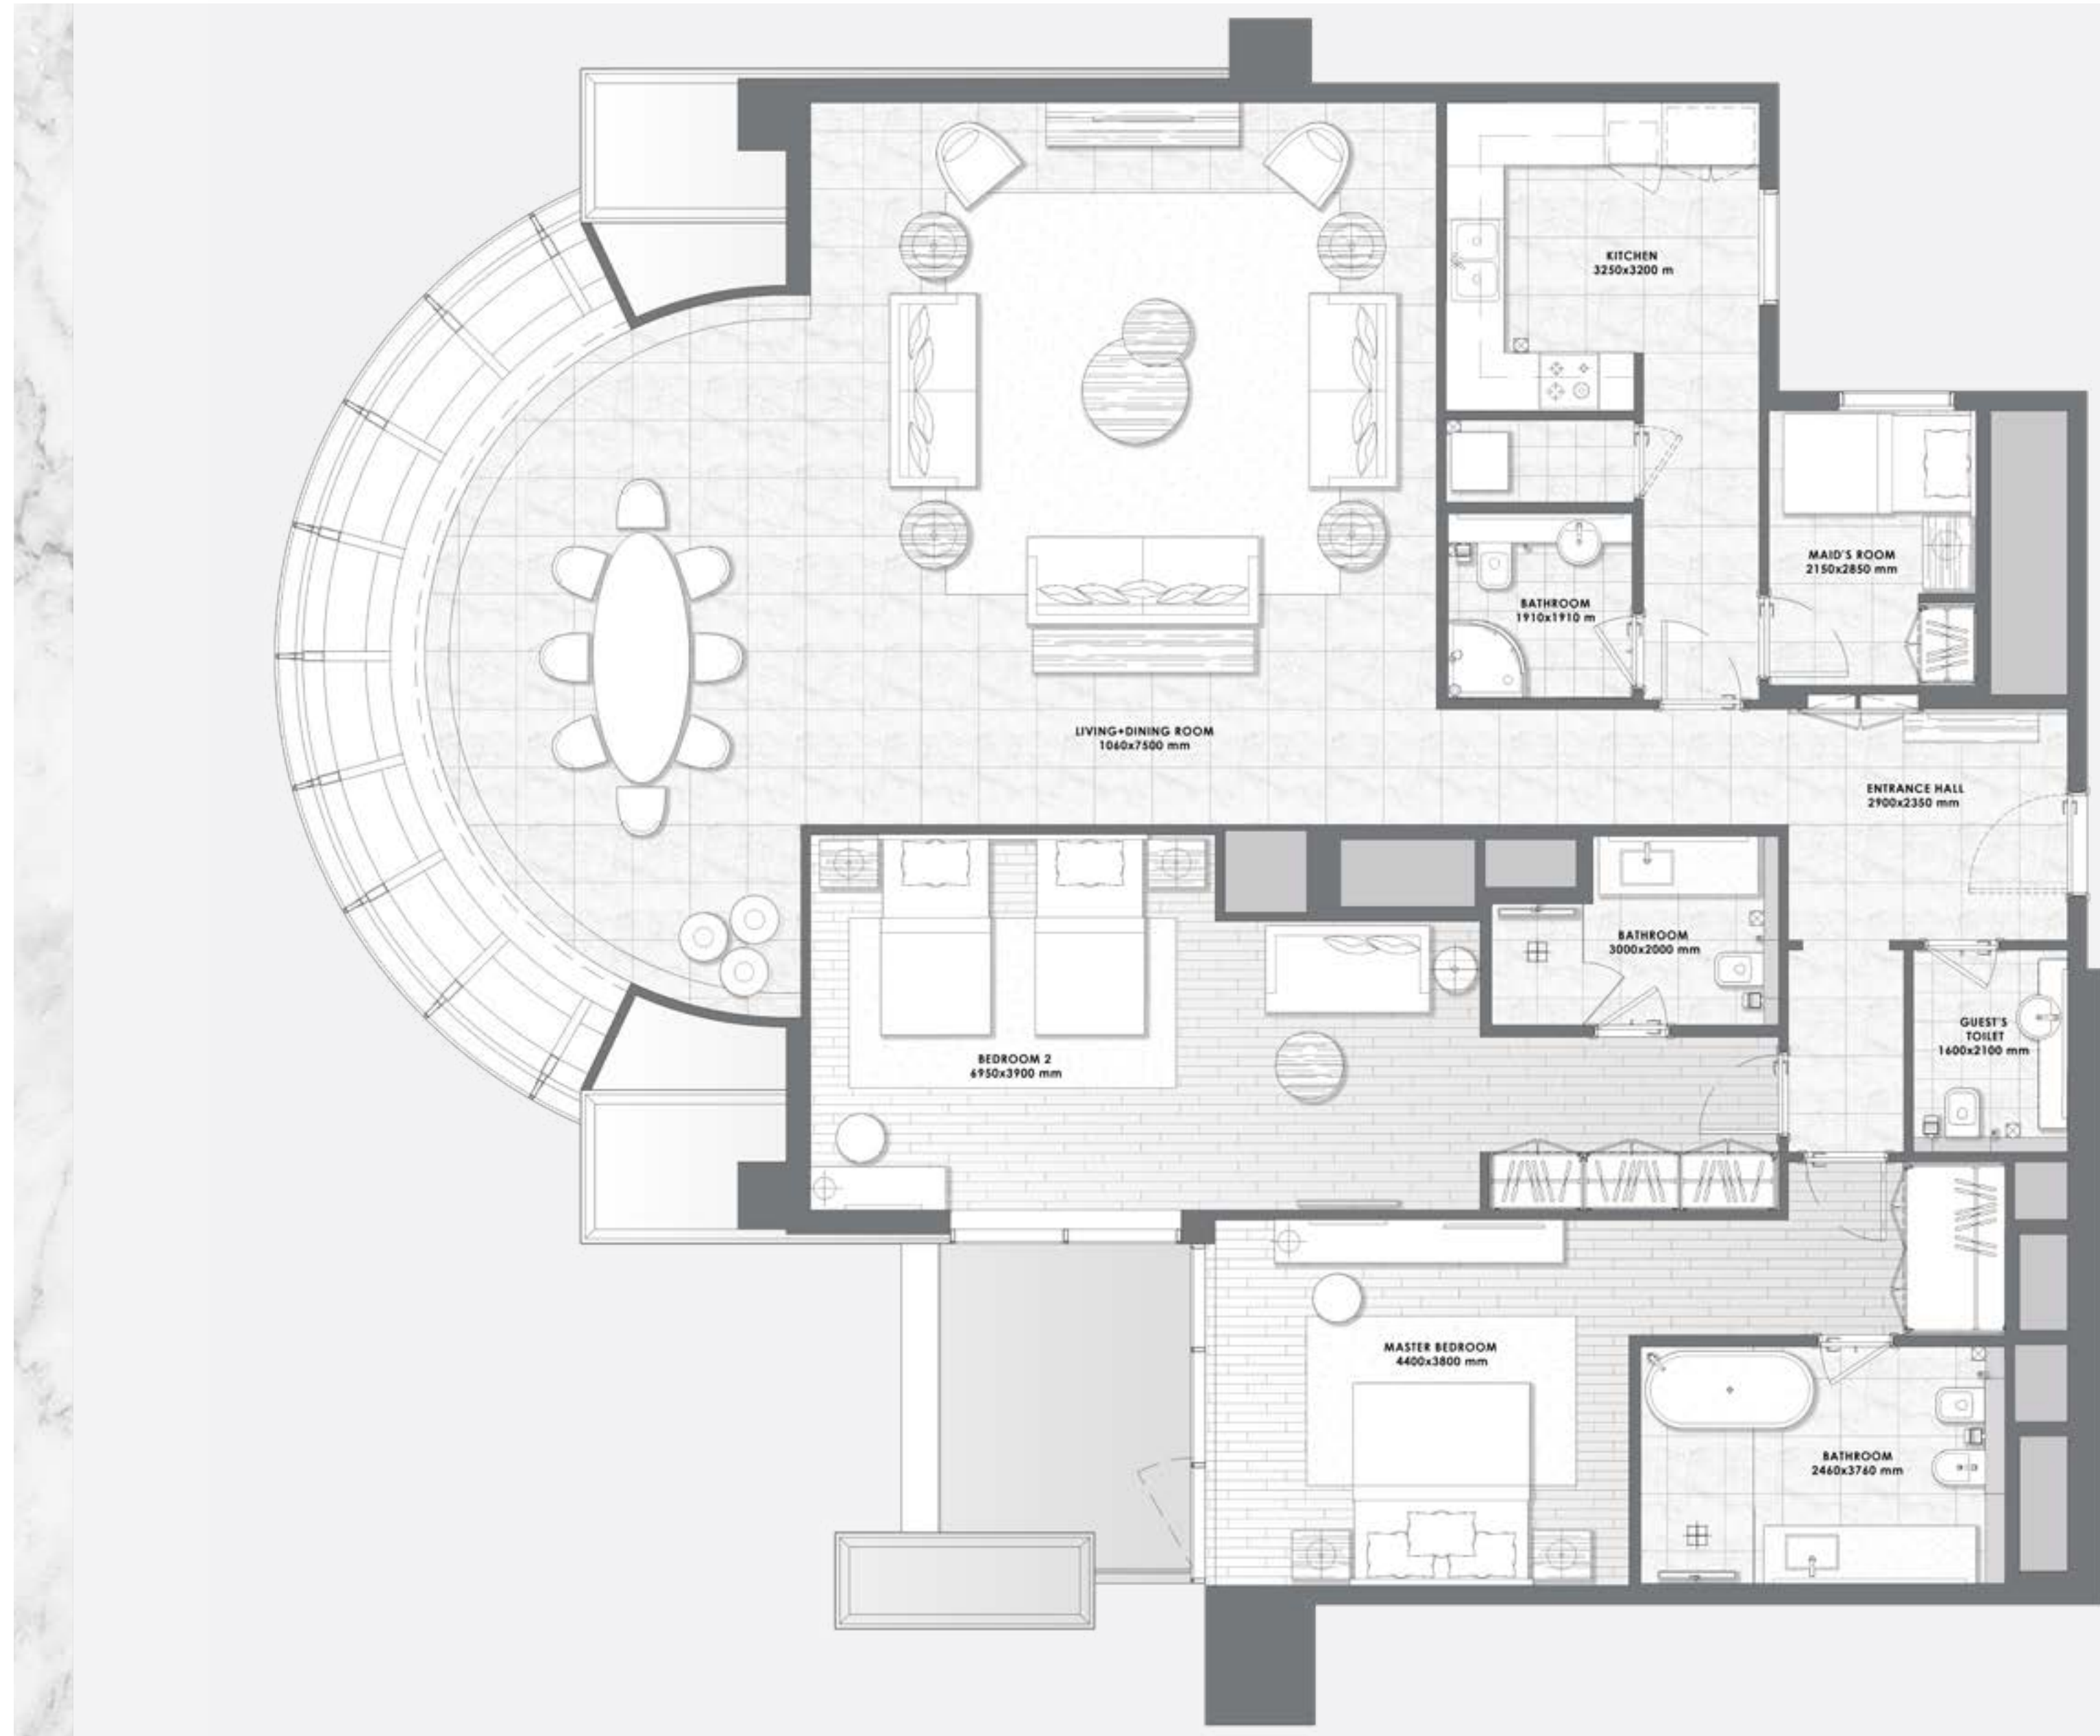 KITCHEN
3250x3200 m
MAID'S ROOM
2150x2850 mm
BATHROOM
1910x1910 m
LIVING+DINING ROOM
1060x7500 mm
ENTRANCE HALL
2900x2350 mm
BATHROOM
3000x2000 mm
GUEST'S
TOILET
1600x2100 mm
BEDROOM 2
6950x3900 mm
MASTER BEDROOM
4400x3800 mm
BATHROOM
2460x3760 mm